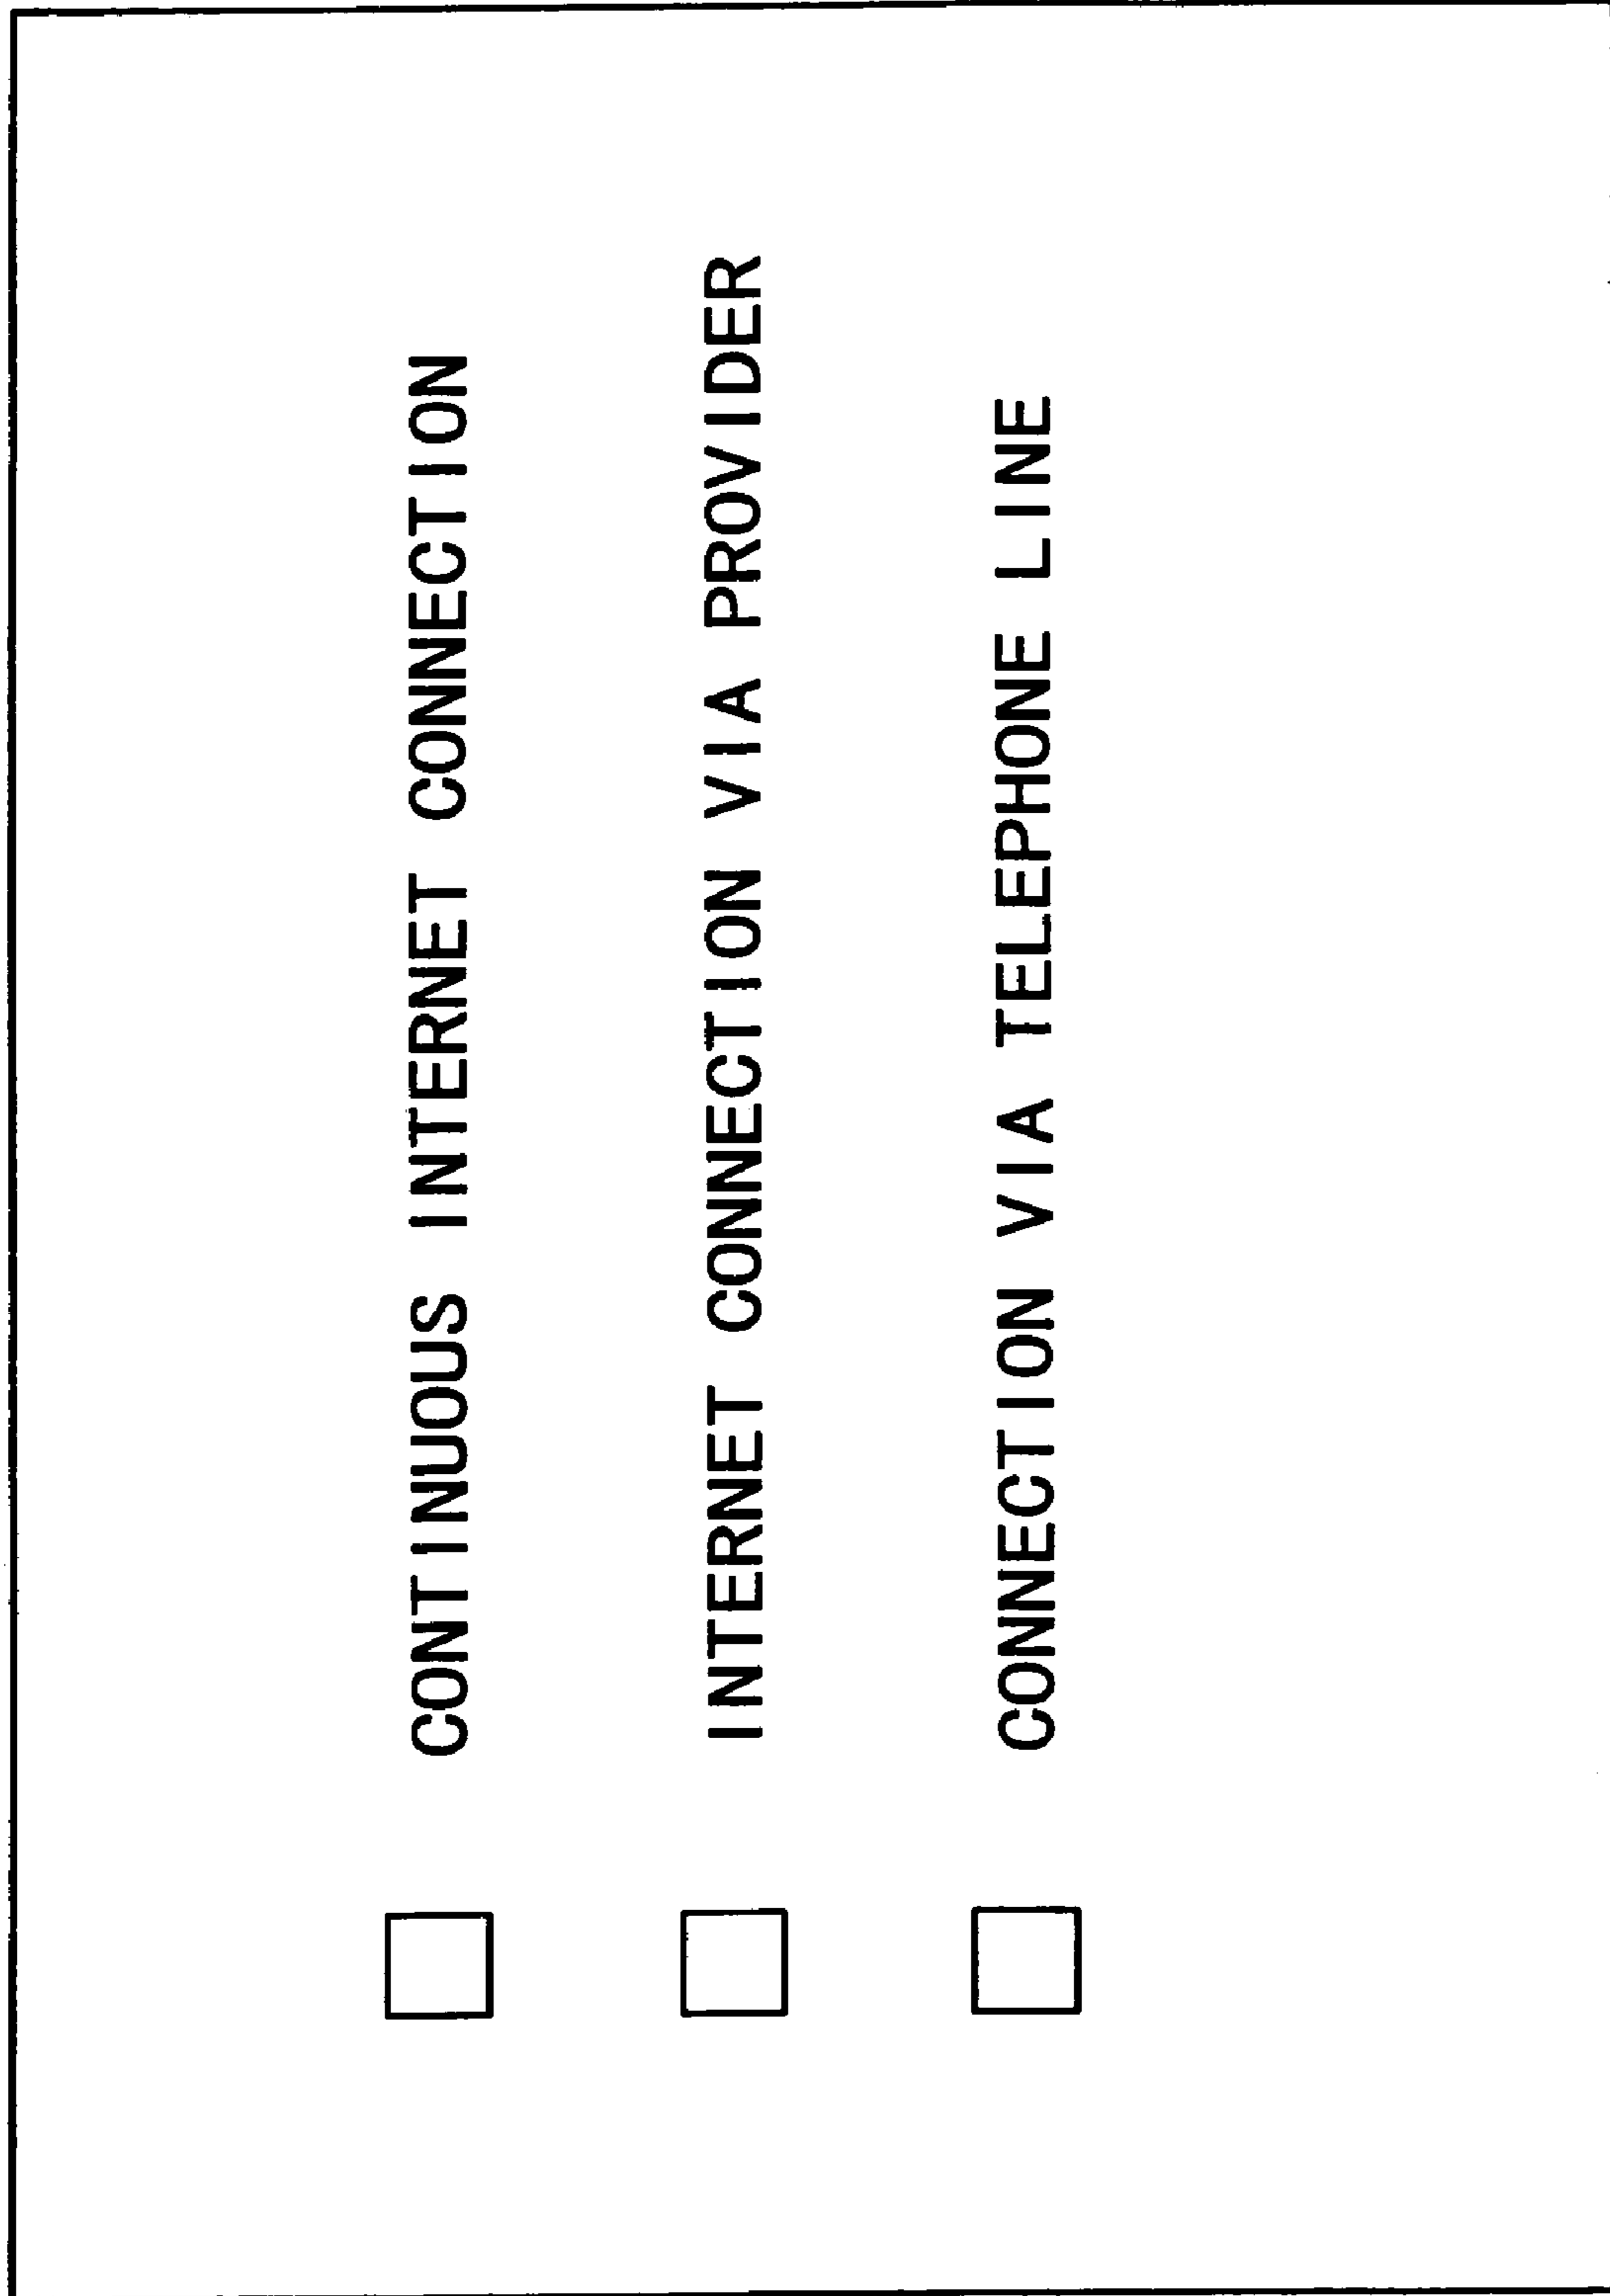 CONTINUOUS INTERNET CONNECTION
INTERNET CONNECTION VIA PROVIDER
CONNECTION VIA TELEPHONE LINE